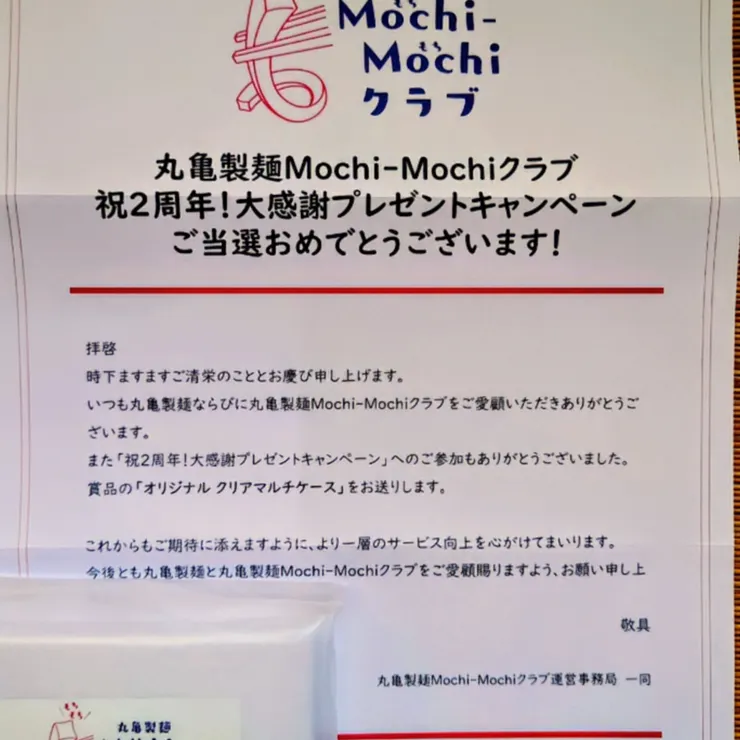 Mochi-
もち
Mochi
クラブ
丸亀製麺Mochi-Mochiクラブ
祝2周年!大感謝プレゼントキャンペーン
ご当選おめでとうございます!
拝啓
時下ますますご清栄のこととお慶び申し上げます。
いつも丸亀製麺ならびに丸亀製麺Mochi-Mochiクラブをご愛顧いただきありがとうご
ざいます。
また「祝2周年!大感謝プレゼントキャンペーン」へのご参加もありがとうございました。
賞品の「オリジナル クリアマルチケース」をお送りします。
これからもご期待に添えますように、より一層のサービス向上を心がけてまいります。
今後とも丸亀製麺と丸亀製麺Mochi-Mochiクラブをご愛顧賜りますよう、お願い申し上
敬具
丸亀製麺Mochi-Mochiクラブ運営事務局 一同
もち
もち
丸亀製麺